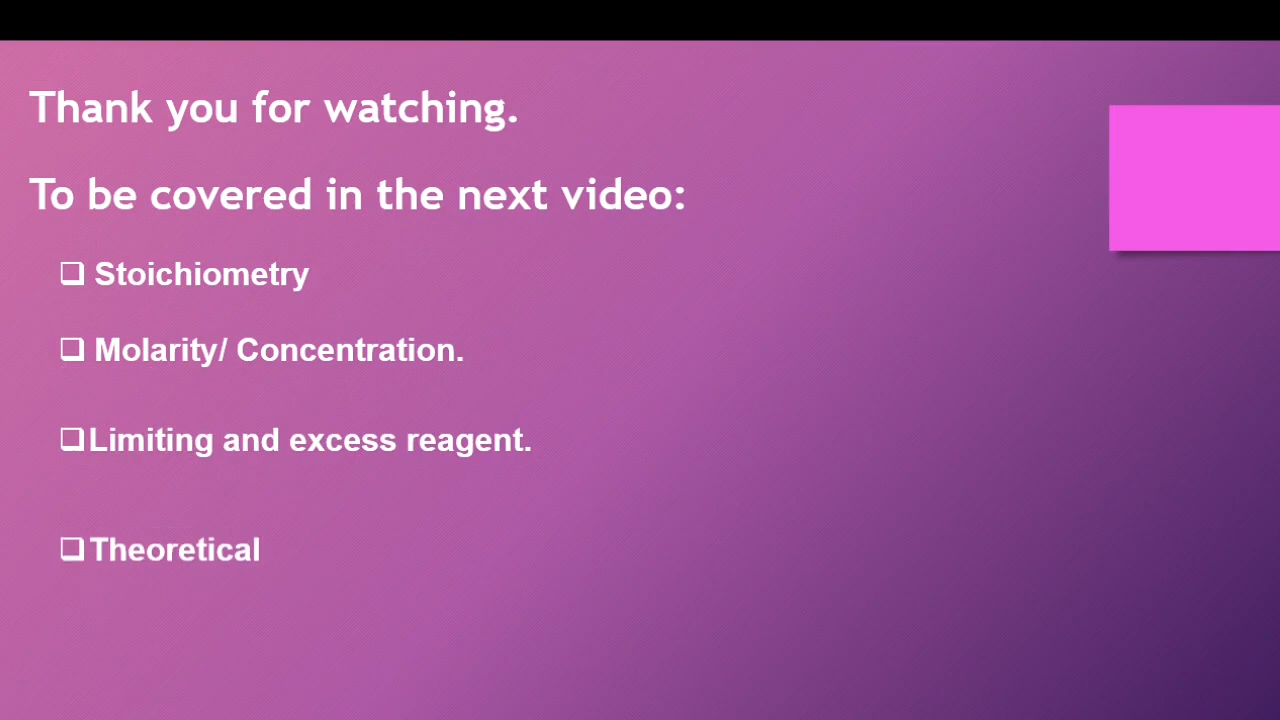 Thank you for watching.
To be covered in the next video:
❑ Stoichiometry
❑ Molarity/ Concentration.
❑Limiting and excess reagent.
❑Theoretical